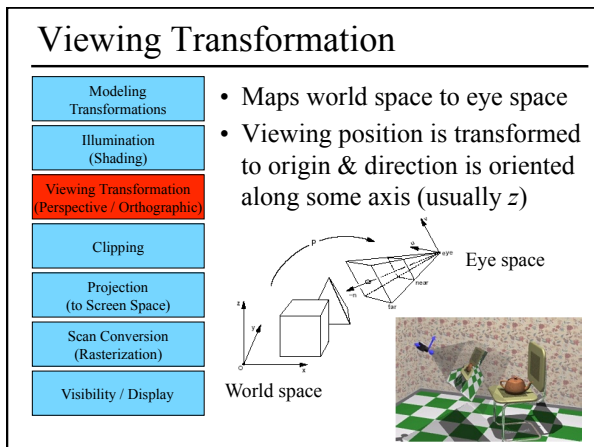 Viewing Transformation
Modeling
Transformations
Illumination
(Shading)
Viewing Transformation
(Perspective / Orthographic)
Clipping
Projection
(to Screen Space)
Scan Conversion
(Rasterization)
Visibility / Display
• Maps world space to eye space
• Viewing position is transformed
to origin & direction is oriented
along some axis (usually z)
v
u
eye
P
Eye space
near
-n
far
z
y
O
x
World space